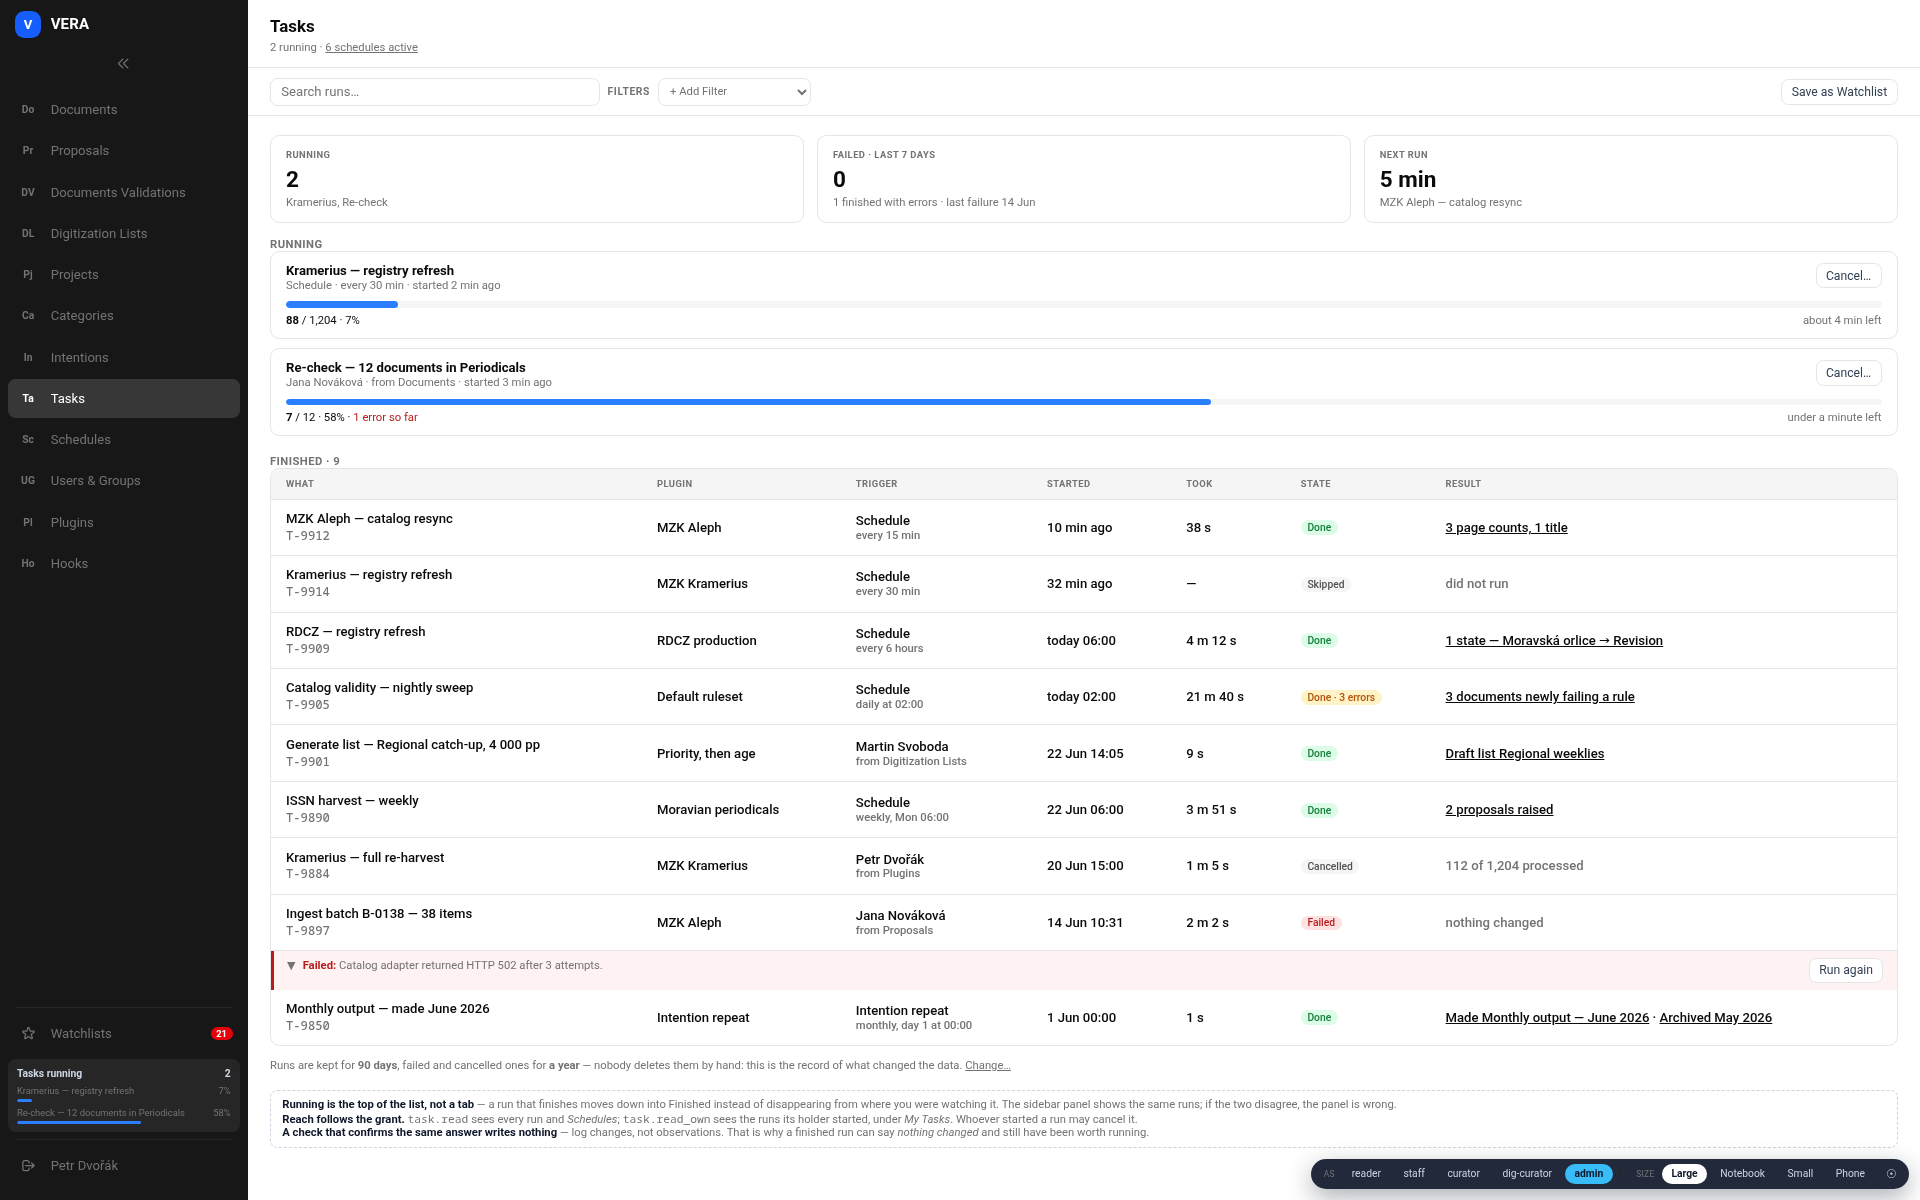 V VERA
Do Documents
Pr Proposals
DV Documents Validations
DL Digitization Lists
Pj Projects
Ca Categories
In Intentions
Ta Tasks
Sc Schedules
UG Users & Groups
Pl Plugins
Ho Hooks
Watchlists 21
Tasks running 2
Kramerius — registry refresh 7%
Re-check — 12 documents in Periodicals 58%
Petr Dvořák
Tasks
2 running · 6 schedules active
Search runs… FILTERS + Add Filter Save as Watchlist
RUNNING
2
Kramerius, Re-check
FAILED · LAST 7 DAYS
0
1 finished with errors · last failure 14 Jun
NEXT RUN
5 min
MZK Aleph — catalog resync
RUNNING
Kramerius — registry refresh
Schedule · every 30 min · started 2 min ago
Cancel…
88 / 1,204 · 7% about 4 min left
Re-check — 12 documents in Periodicals
Jana Nováková · from Documents · started 3 min ago
Cancel…
7 / 12 · 58% · 1 error so far under a minute left
FINISHED · 9
WHAT PLUGIN TRIGGER STARTED TOOK STATE RESULT
MZK Aleph — catalog resync
T-9912
MZK Aleph
Schedule
every 15 min
10 min ago 38 s Done 3 page counts, 1 title
Kramerius — registry refresh
T-9914
MZK Kramerius
Schedule
every 30 min
32 min ago — Skipped did not run
RDCZ — registry refresh
T-9909
RDCZ production
Schedule
every 6 hours
today 06:00 4 m 12 s Done 1 state — Moravská orlice → Revision
Catalog validity — nightly sweep
T-9905
Default ruleset
Schedule
daily at 02:00
today 02:00 21 m 40 s Done · 3 errors 3 documents newly failing a rule
Generate list — Regional catch-up, 4 000 pp
T-9901
Priority, then age
Martin Svoboda
from Digitization Lists
22 Jun 14:05 9 s Done Draft list Regional weeklies
ISSN harvest — weekly
T-9890
Moravian periodicals
Schedule
weekly, Mon 06:00
22 Jun 06:00 3 m 51 s Done 2 proposals raised
Kramerius — full re-harvest
T-9884
MZK Kramerius
Petr Dvořák
from Plugins
20 Jun 15:00 1 m 5 s Cancelled 112 of 1,204 processed
Ingest batch B-0138 — 38 items
T-9897
MZK Aleph
Jana Nováková
from Proposals
14 Jun 10:31 2 m 2 s Failed nothing changed
▼ Failed: Catalog adapter returned HTTP 502 after 3 attempts. Run again
Monthly output — made June 2026
T-9850
Intention repeat
Intention repeat
monthly, day 1 at 00:00
1 Jun 00:00 1 s Done Made Monthly output — June 2026 · Archived May 2026
Runs are kept for 90 days, failed and cancelled ones for a year — nobody deletes them by hand: this is the record of what changed the data. Change…
Running is the top of the list, not a tab — a run that finishes moves down into Finished instead of disappearing from where you were watching it. The sidebar panel shows the same runs; if the two disagree, the panel is wrong.
Reach follows the grant. task.read sees every run and Schedules; task.read_own sees the runs its holder started, under My Tasks. Whoever started a run may cancel it.
A check that confirms the same answer writes nothing — log changes, not observations. That is why a finished run can say nothing changed and still have been worth running.
AS reader staff curator dig-curator admin SIZE Large Notebook Small Phone